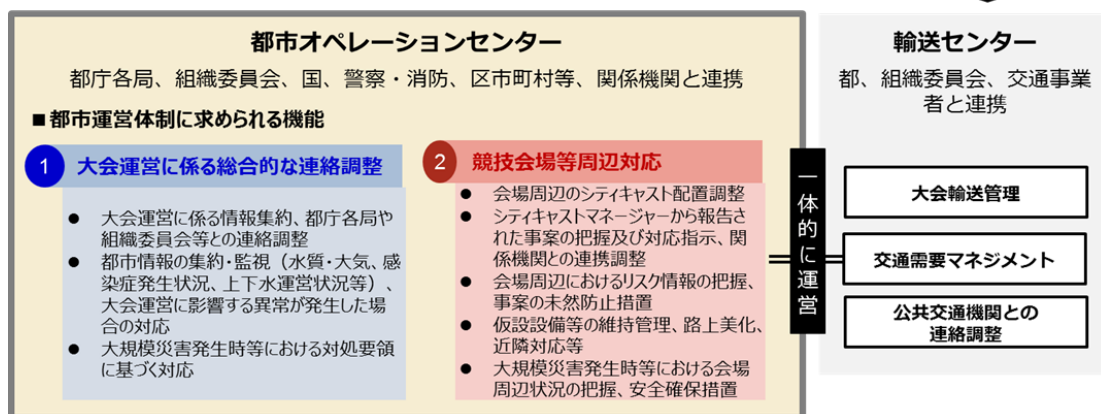 都市オペレーションセンター
都庁各局、組織委員会、国、警察・消防、区市町村等、関係機関と連携
■都市運営体制に求められる機能
1 大会運営に係る総合的な連絡調整
● 大会運営に係る情報集約、都庁各局や
組織委員会等との連絡調整
● 都市情報の集約・監視（水質・大気、感
染症発生状況、上下水運営状況等）、
大会運営に影響する異常が発生した場
合の対応
● 大規模災害発生時等における対処要領
に基づく対応
2 競技会場等周辺対応
● 会場周辺のシティキャスト配置調整
● シティキャストマネージャーから報告さ
れた事案の把握及び対応指示、関
係機関との連携調整
● 会場周辺におけるリスク情報の把握、
事案の未然防止措置
● 仮設設備等の維持管理、路上美化、
近隣対応等
● 大規模災害発生時等における会場
周辺状況の把握、安全確保措置
一体的に運営
輸送センター
都、組織委員会、交通事業
者と連携
大会輸送管理
交通需要マネジメント
公共交通機関との
連絡調整